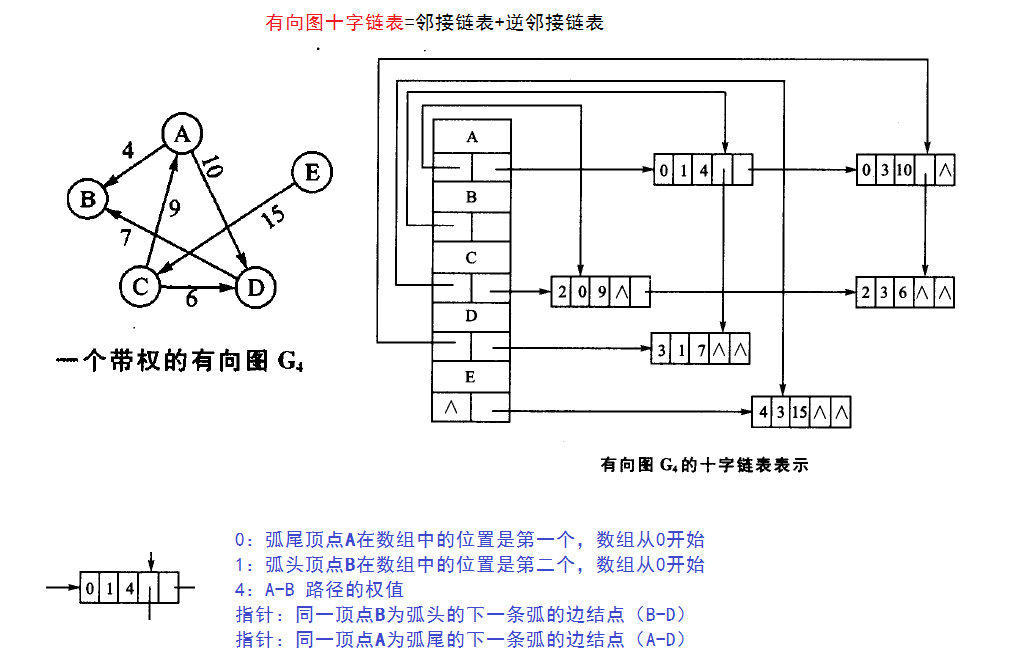 有向图十字链表=邻接链表+逆邻接链表
A
B
C
D
E
4
10
9
15
7
6
一个带权的有向图 G₄
A
B
C
D
E
∧
0 1 4
0 3 10 ∧
2 0 9 ∧
2 3 6 ∧ ∧
3 1 7 ∧ ∧
4 3 15 ∧ ∧
有向图 G₄的十字链表表示
0 1 4
0: 弧尾顶点A在数组中的位置是第一个，数组从0开始
1: 弧头顶点B在数组中的位置是第二个，数组从0开始
4: A-B 路径的权值
指针: 同一顶点B为弧头的下一条弧的边结点（B-D）
指针: 同一顶点A为弧尾的下一条弧的边结点（A-D）